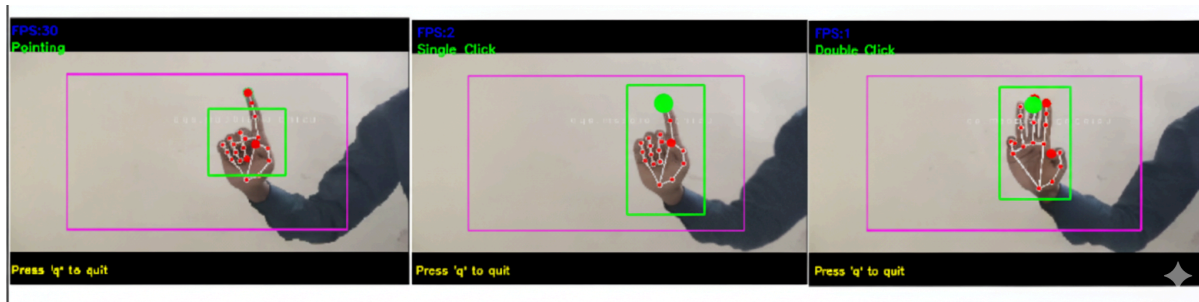 FPS:30
Pointing
Press 'q' to quit
FPS:2
Single Click
Press 'q' to quit
FPS:1
Double Click
Press 'q' to quit